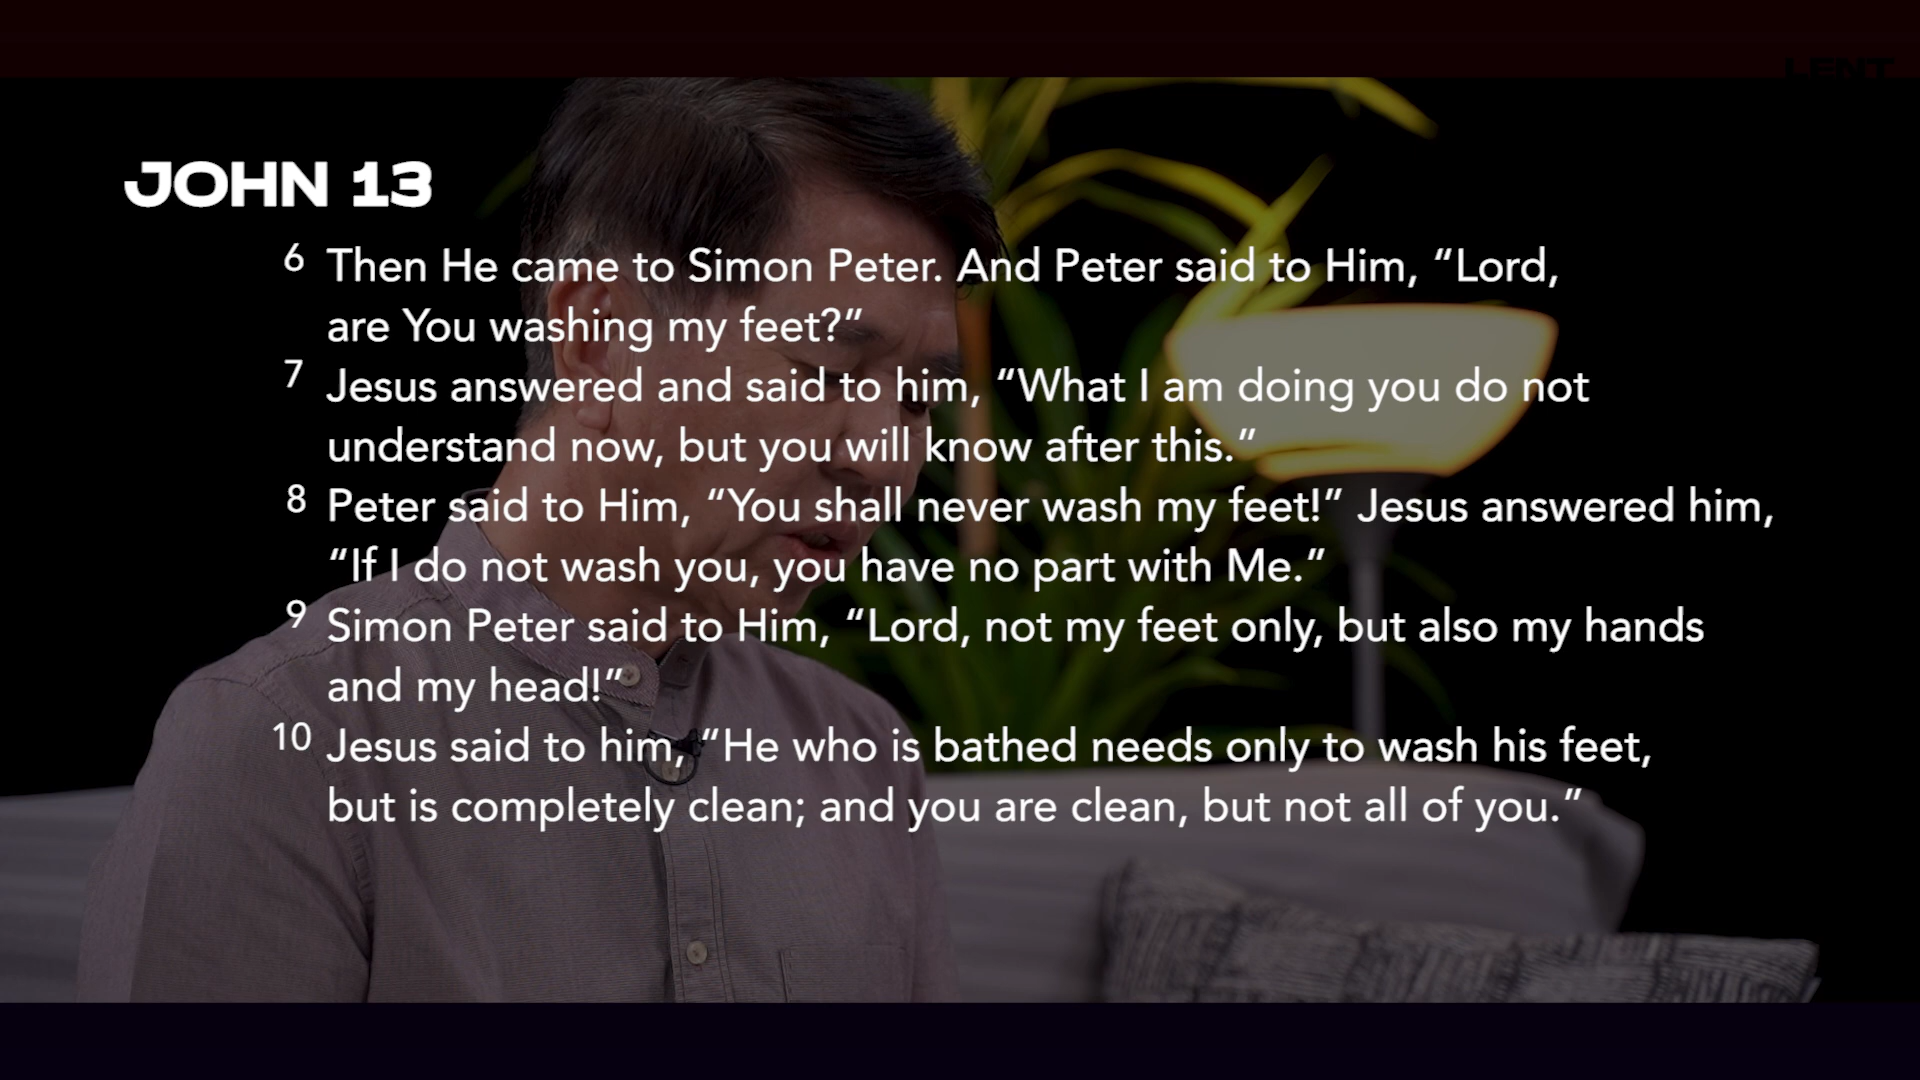 LENT
JOHN 13
6 Then He came to Simon Peter. And Peter said to Him, “Lord,
are You washing my feet?”
7 Jesus answered and said to him, “What I am doing you do not
understand now, but you will know after this.”
8 Peter said to Him, “You shall never wash my feet!” Jesus answered him,
“If I do not wash you, you have no part with Me.”
9 Simon Peter said to Him, “Lord, not my feet only, but also my hands
and my head!”
10 Jesus said to him, “He who is bathed needs only to wash his feet,
but is completely clean; and you are clean, but not all of you.”